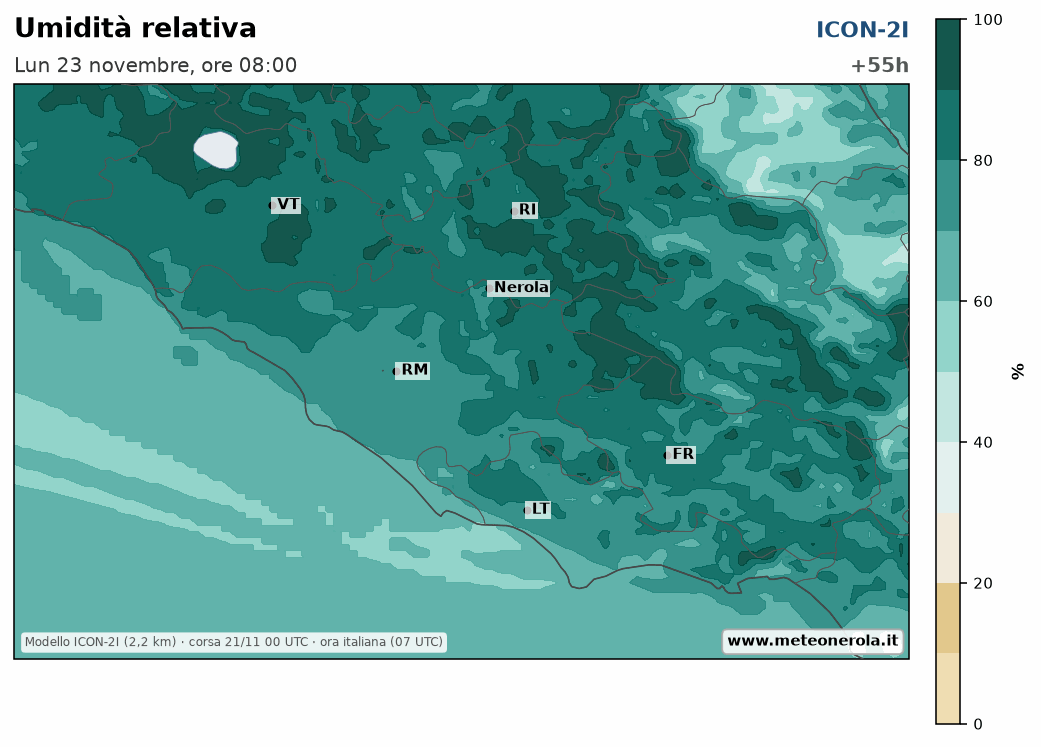 Umidità relativa
ICON-2I
Lun 23 novembre, ore 08:00
+55h
100
80
60
40
20
0
%
VT
RI
Nerola
RM
FR
LT
Modello ICON-2I (2,2 km) · corsa 21/11 00 UTC · ora italiana (07 UTC)
www.meteonerola.it